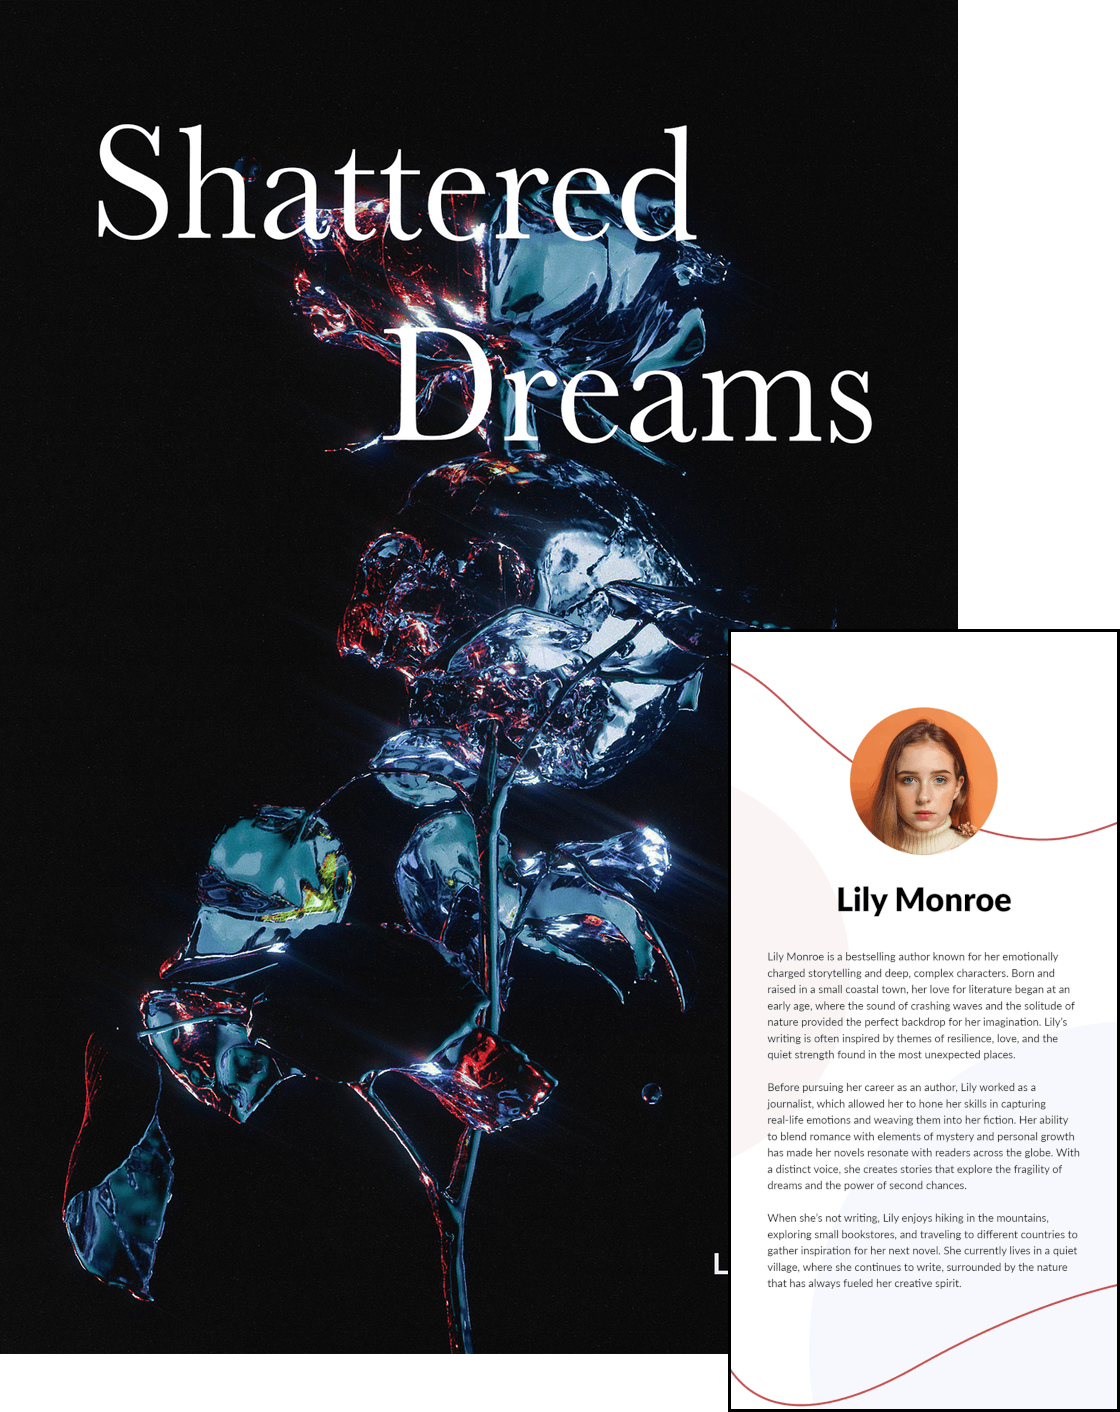 Shattered
Dreams
L
Lily Monroe
Lily Monroe is a bestselling author known for her emotionally
charged storytelling and deep, complex characters. Born and
raised in a small coastal town, her love for literature began at an
early age, where the sound of crashing waves and the solitude of
nature provided the perfect backdrop for her imagination. Lily's
writing is often inspired by themes of resilience, love, and the
quiet strength found in the most unexpected places.
Before pursuing her career as an author, Lily worked as a
journalist, which allowed her to hone her skills in capturing
real-life emotions and weaving them into her fiction. Her ability
to blend romance with elements of mystery and personal growth
has made her novels resonate with readers across the globe. With
a distinct voice, she creates stories that explore the fragility of
dreams and the power of second chances.
When she's not writing, Lily enjoys hiking in the mountains,
exploring small bookstores, and traveling to different countries to
gather inspiration for her next novel. She currently lives in a quiet
village, where she continues to write, surrounded by the nature
that has always fueled her creative spirit.